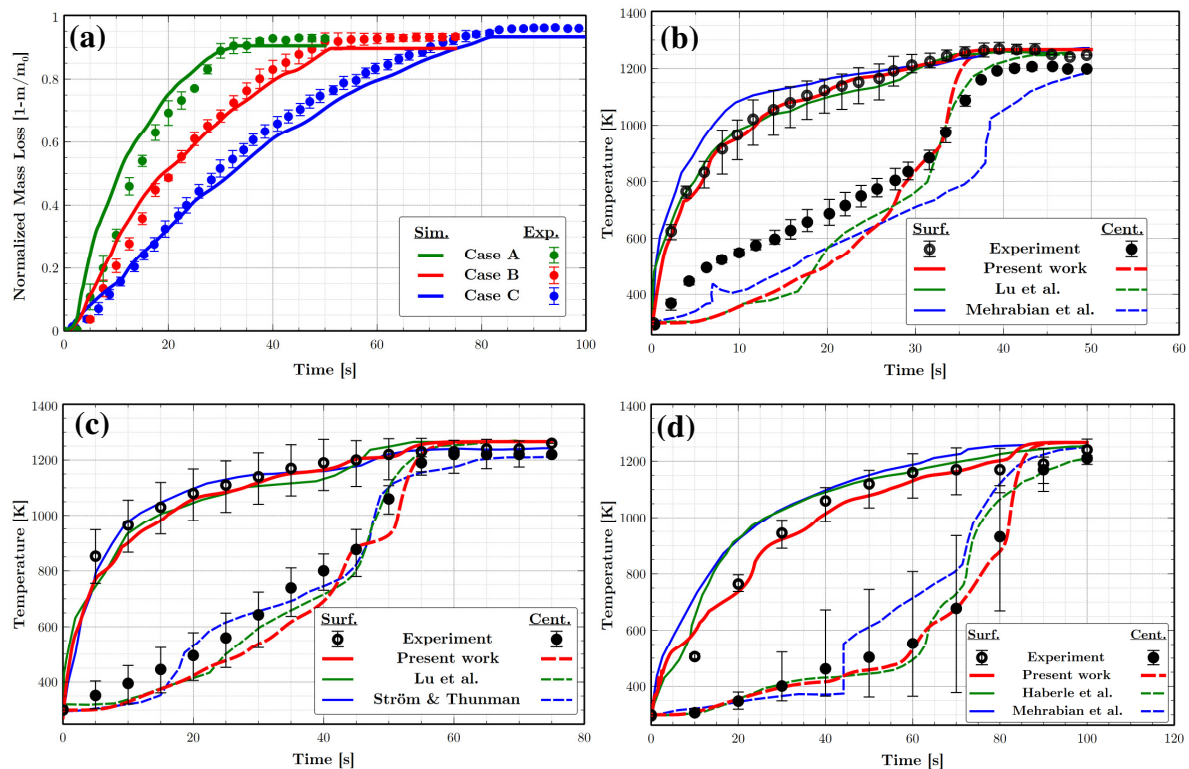 (a)
Normalized Mass Loss [1-m/ m0]
1
0.8
0.6
0.4
0.2
0
0 20 40 60 80 100
Time [s]
Sim. Exp.
Case A
Case B
Case C
(b)
Temperature [K]
1400
1200
1000
800
600
400
0 10 20 30 40 50 60
Time [s]
Surf. Cent.
Experiment
Present work
Lu et al.
Mehrabian et al.
(c)
Temperature [K]
1400
1200
1000
800
600
400
0 20 40 60 80
Time [s]
Surf. Cent.
Experiment
Present work
Lu et al.
Ström & Thunman
(d)
Temperature [K]
1400
1200
1000
800
600
400
0 20 40 60 80 100 120
Time [s]
Surf. Cent.
Experiment
Present work
Haberle et al.
Mehrabian et al.